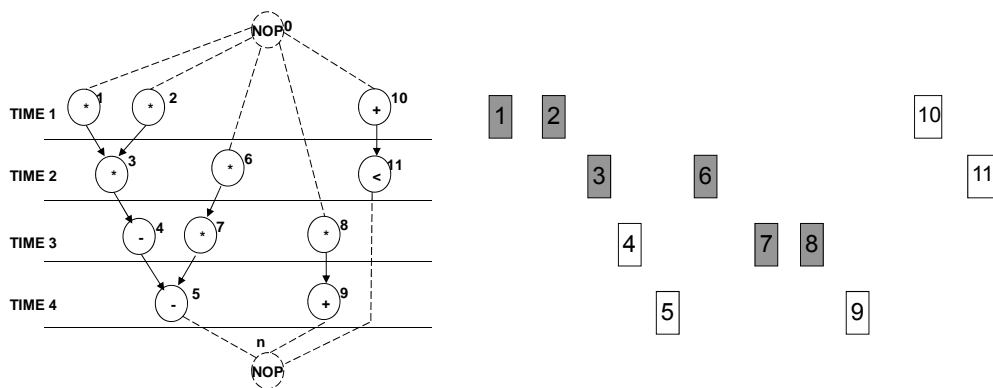 NOP 0
1 2 10
TIME 1 * * +
1 2 10
3 6 11
TIME 2 * * <
3 6 11
4 7 8
TIME 3 - * *
4 7 8
5 9
TIME 4 - +
5 9
n
NOP